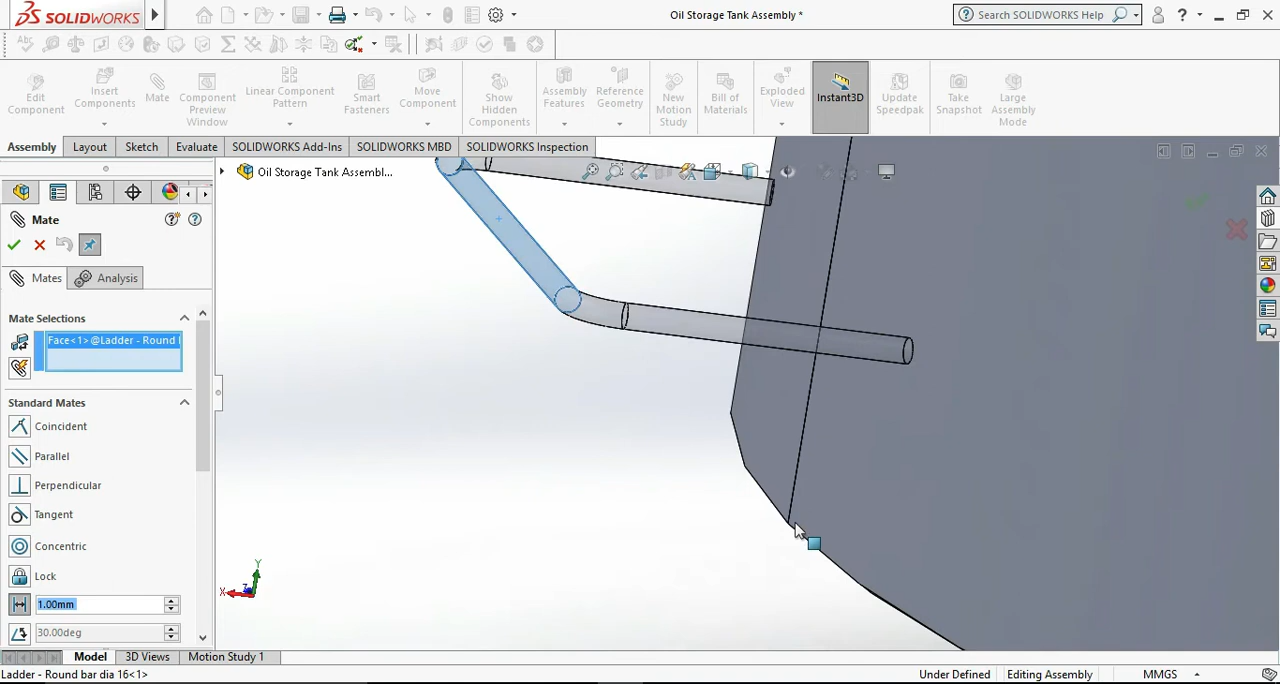 SOLIDWORKS
Oil Storage Tank Assembly *
Search SOLIDWORKS Help
?
Edit Component
Insert Components
Mate
Component Preview Window
Linear Component Pattern
Smart Fasteners
Move Component
Show Hidden Components
Assembly Features
Reference Geometry
New Motion Study
Bill of Materials
Exploded View
Instant3D
Update Speedpak
Take Snapshot
Large Assembly Mode
Assembly
Layout
Sketch
Evaluate
SOLIDWORKS Add-Ins
SOLIDWORKS MBD
SOLIDWORKS Inspection
Oil Storage Tank Assembl...
Mate
Mates
Analysis
Mate Selections
Face<1>@Ladder - Round
Standard Mates
Coincident
Parallel
Perpendicular
Tangent
Concentric
Lock
1.00mm
30.00deg
Y
X
Z
Model
3D Views
Motion Study 1
Ladder - Round bar dia 16<1>
Under Defined
Editing Assembly
MMGS